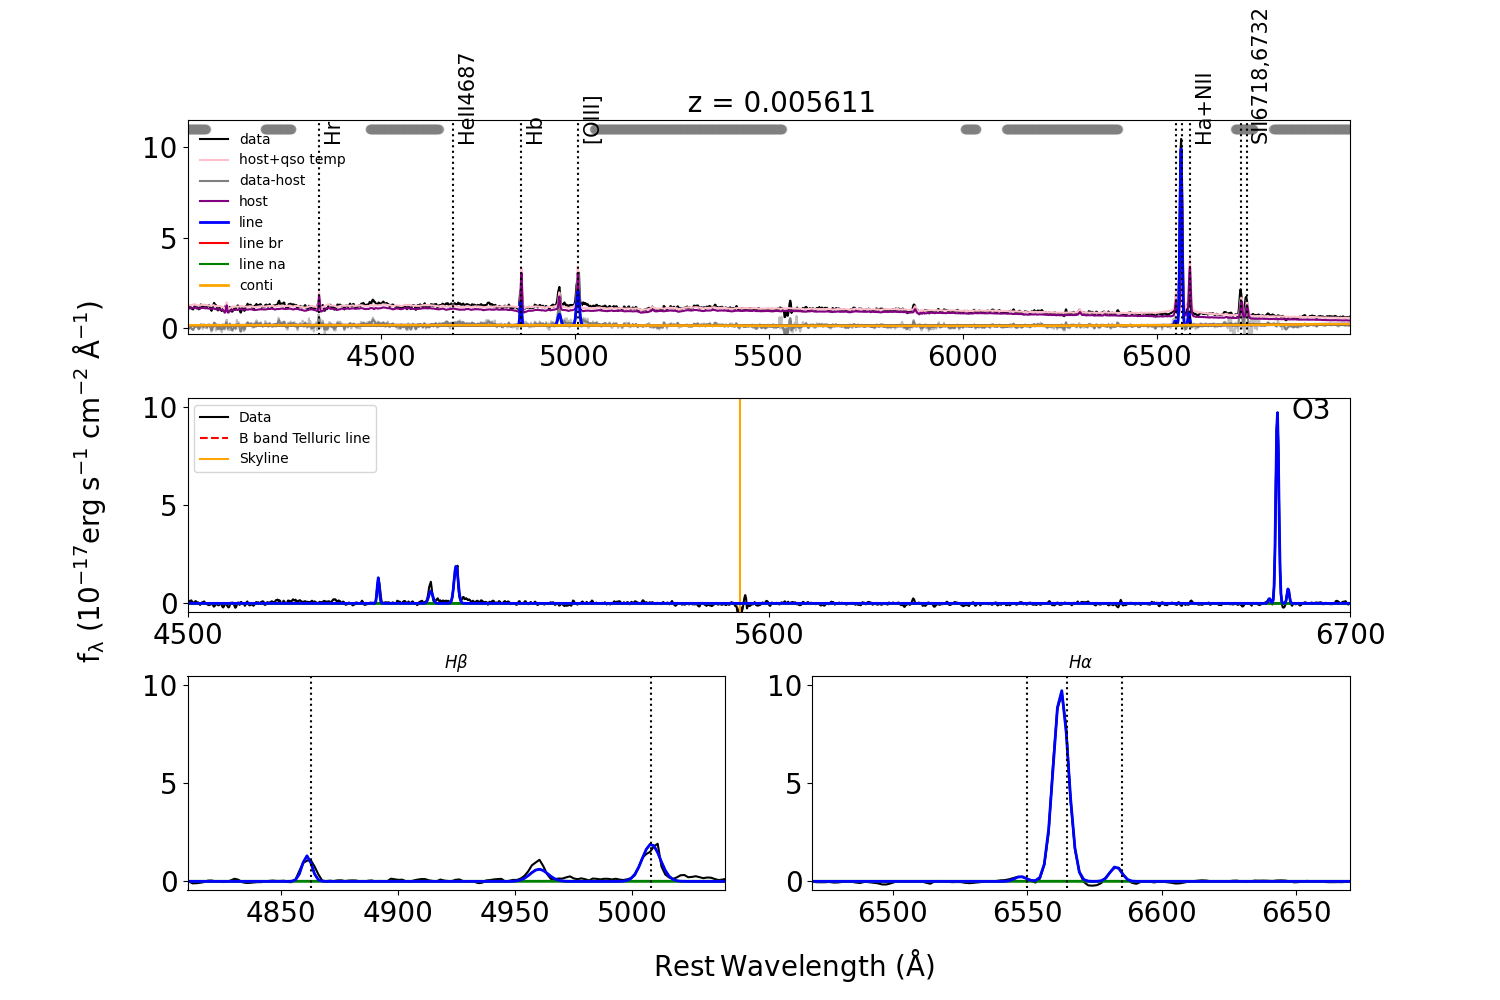 z = 0.005611
Hr
HeII4687
Hb
[OIII]
Ha+NII
SII6718,6732
data
host+qso temp
data-host
host
line
line br
line na
conti
10
5
0
4500
5000
5500
6000
6500
fλ (10−17erg s−1 cm−2 Å−1)
Data
B band Telluric line
Skyline
O3
10
5
0
4500
5600
6700
Hβ
10
5
0
4850
4900
4950
5000
Hα
10
5
0
6500
6550
6600
6650
Rest Wavelength (Å)